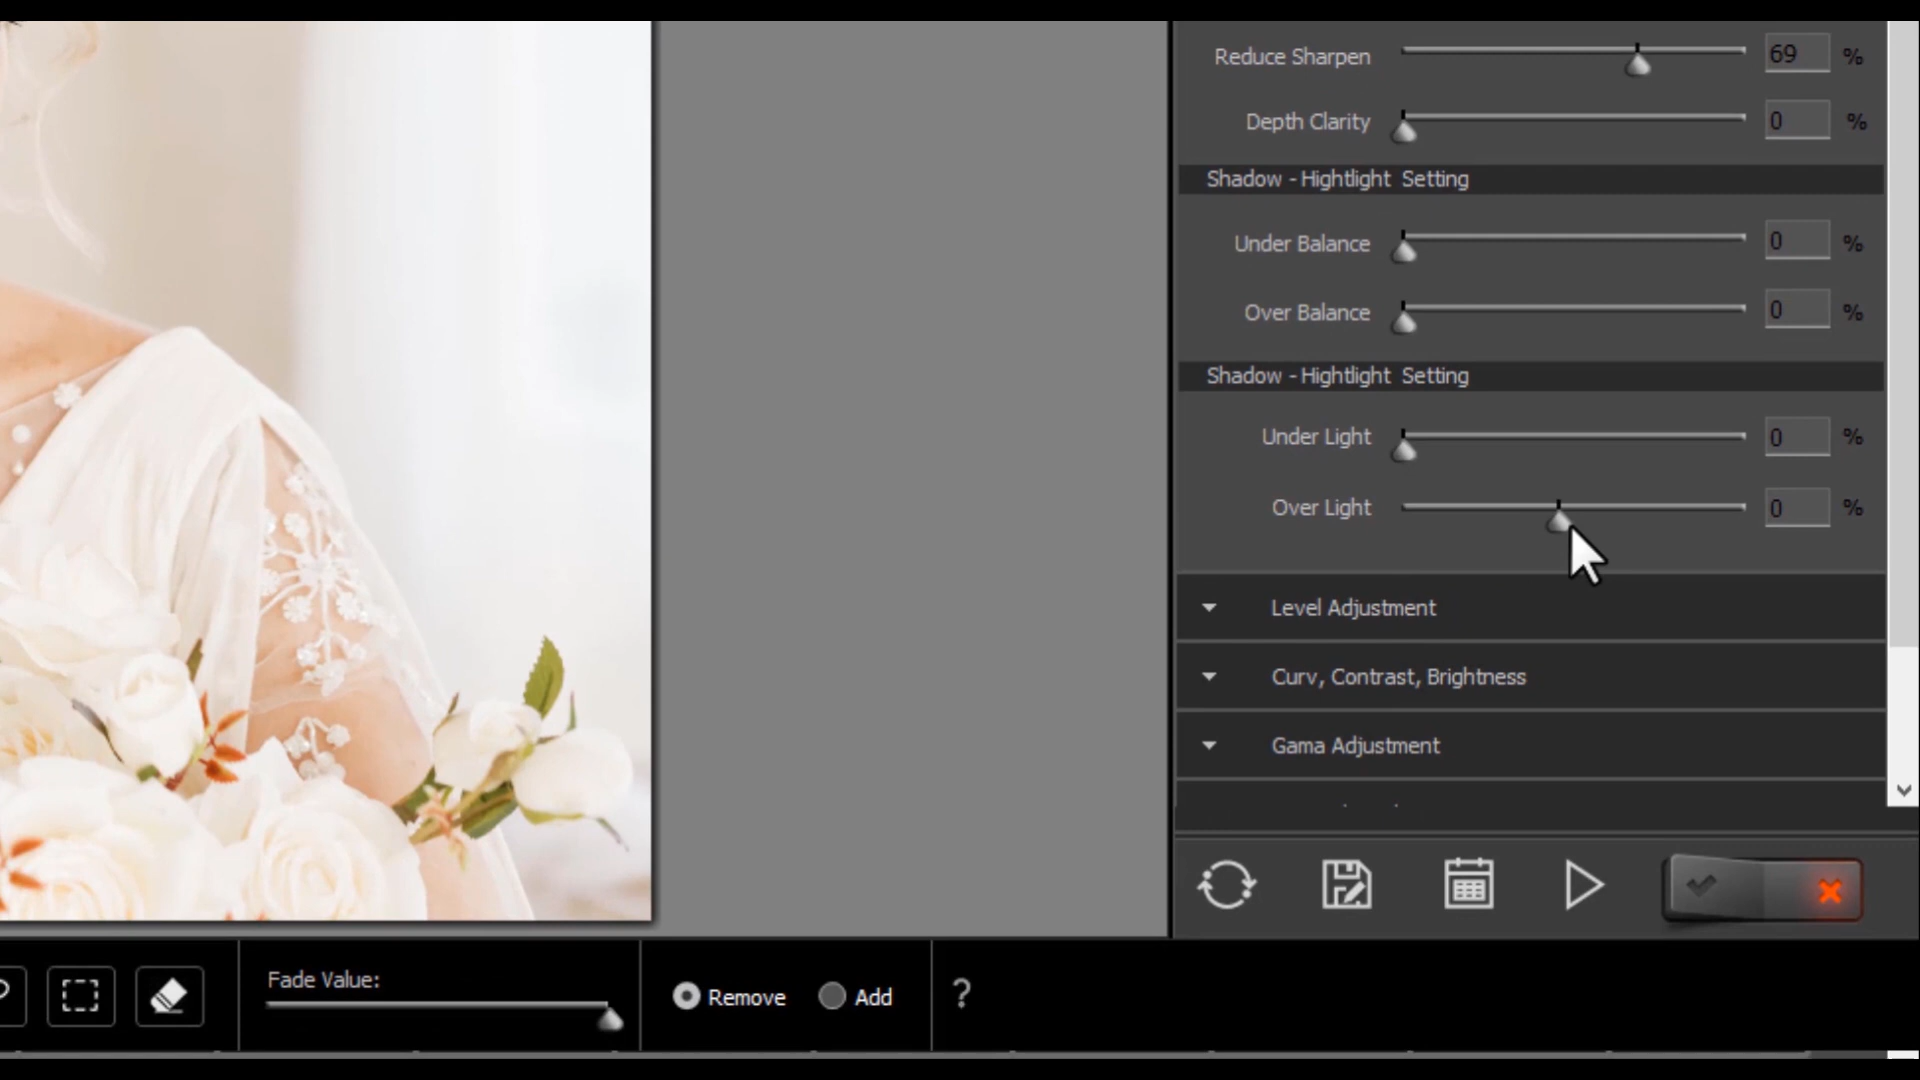 Reduce Sharpen 69 %
Depth Clarity 0 %
Shadow - Hightlight Setting
Under Balance 0 %
Over Balance 0 %
Shadow - Hightlight Setting
Under Light 0 %
Over Light 0 %
Level Adjustment
Curv, Contrast, Brightness
Gama Adjustment
Fade Value:
Remove Add ?